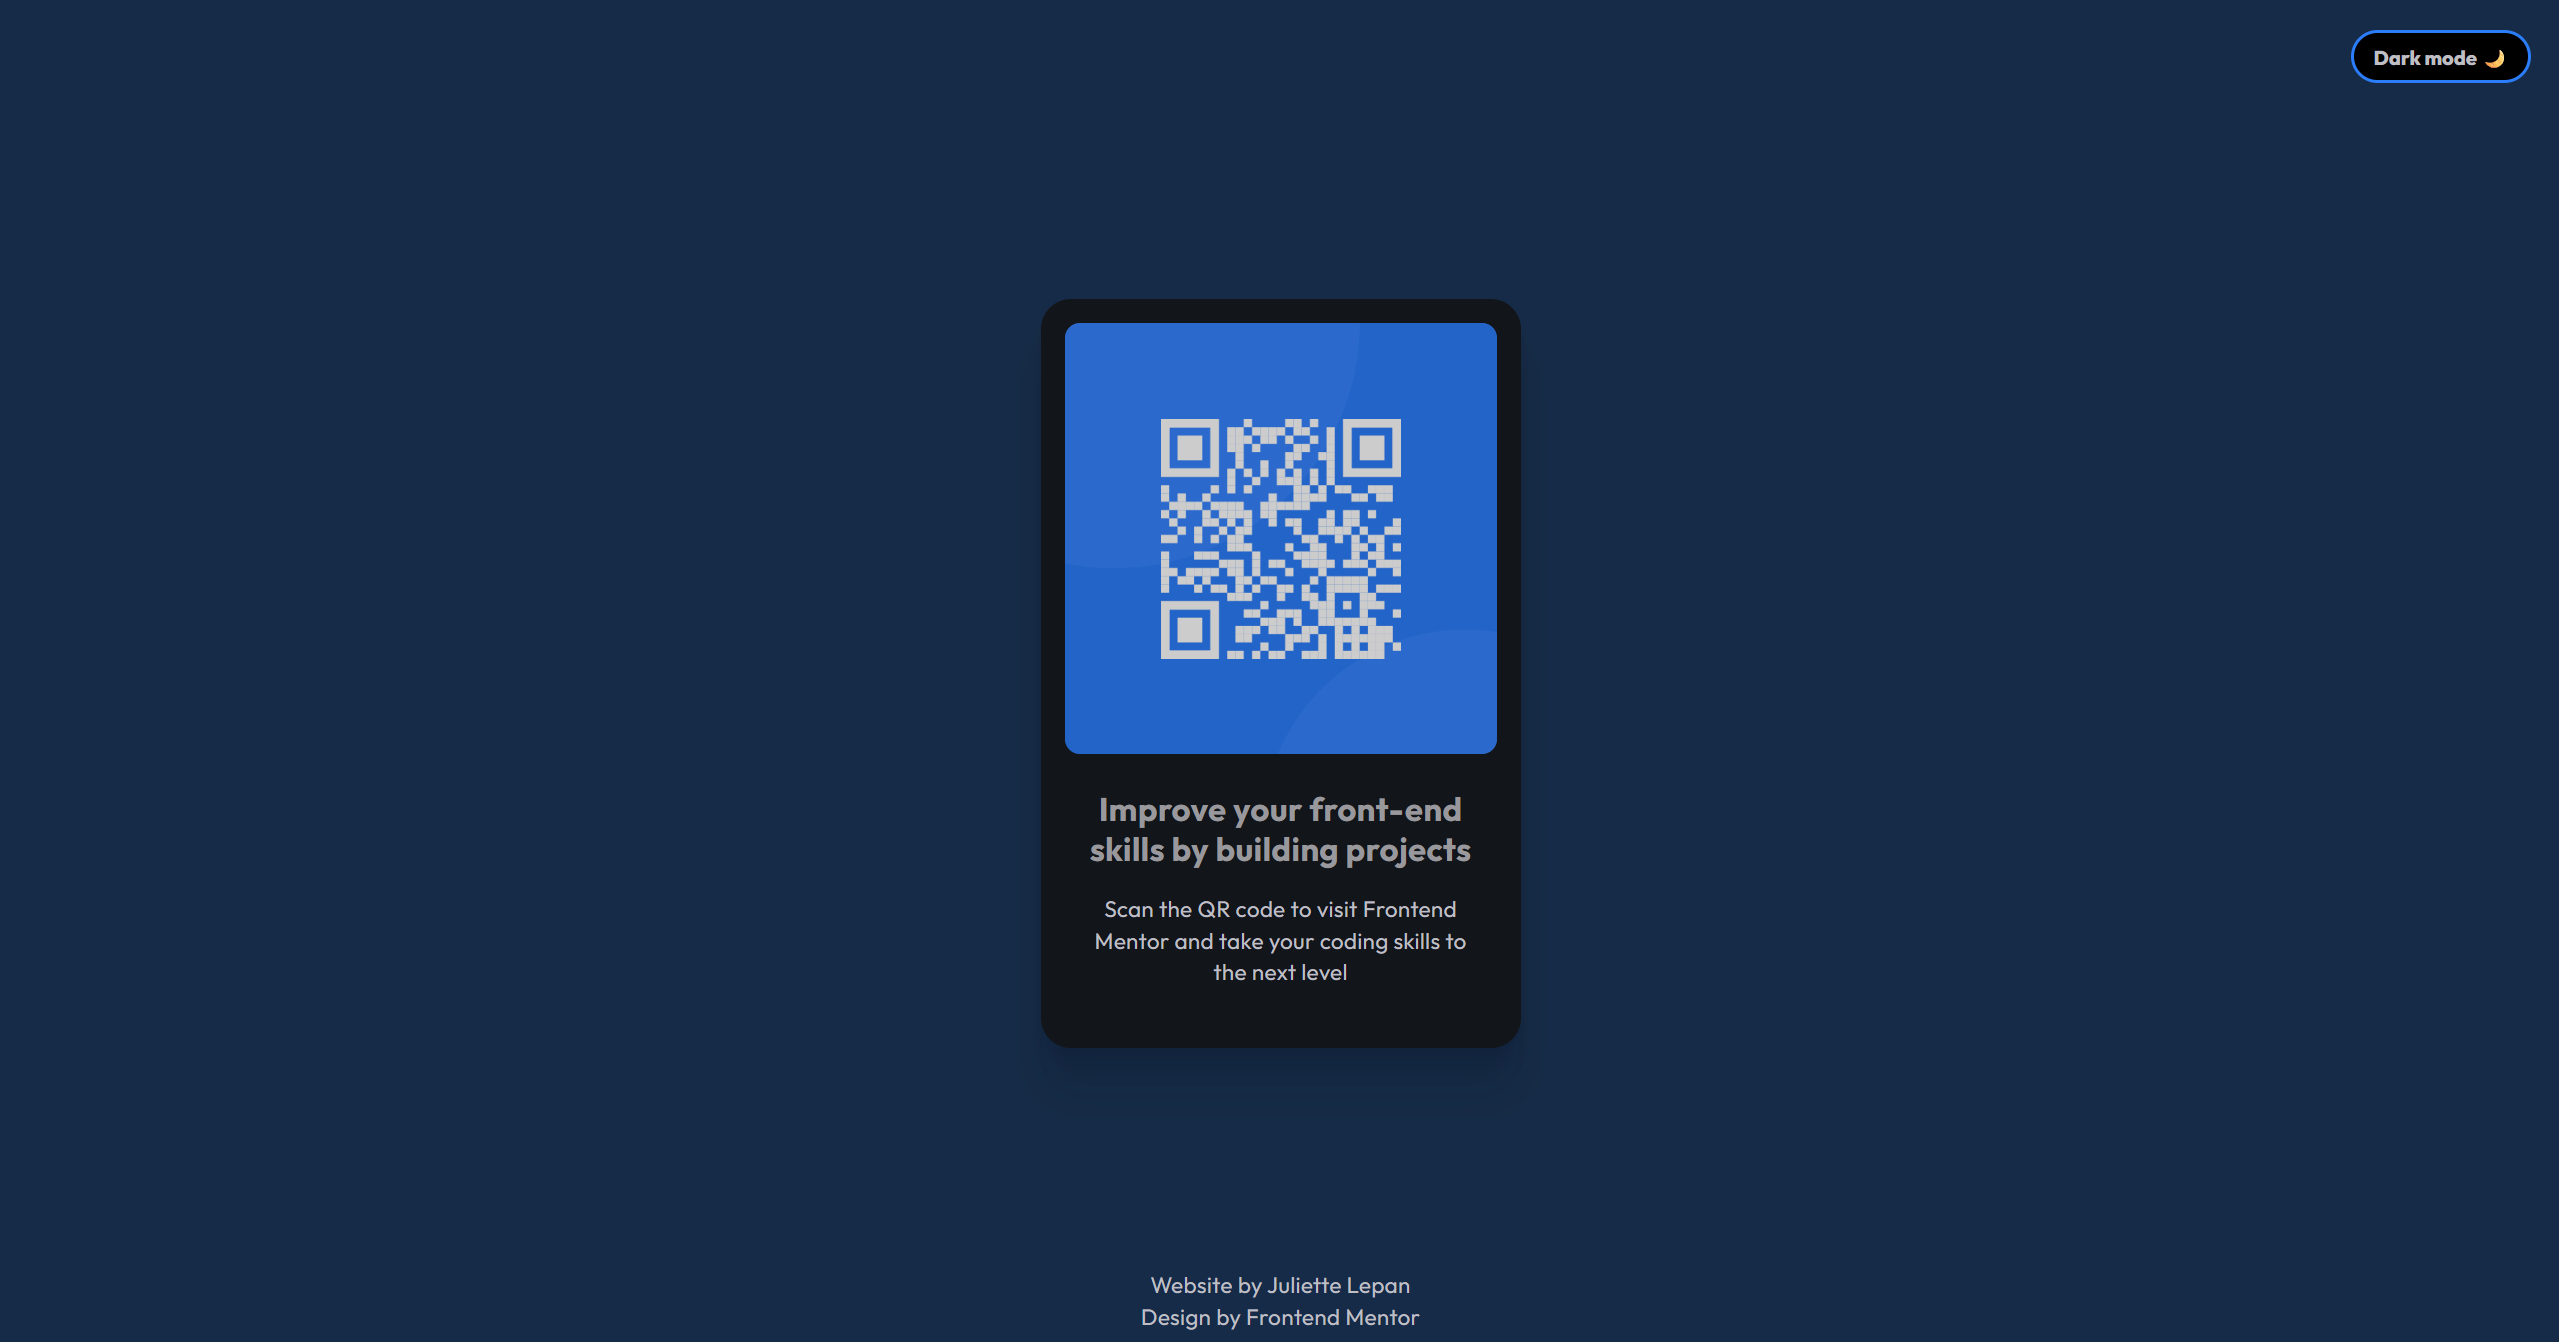 Dark mode 🌙
Improve your front-end
skills by building projects
Scan the QR code to visit Frontend
Mentor and take your coding skills to
the next level
Website by Juliette Lepan
Design by Frontend Mentor